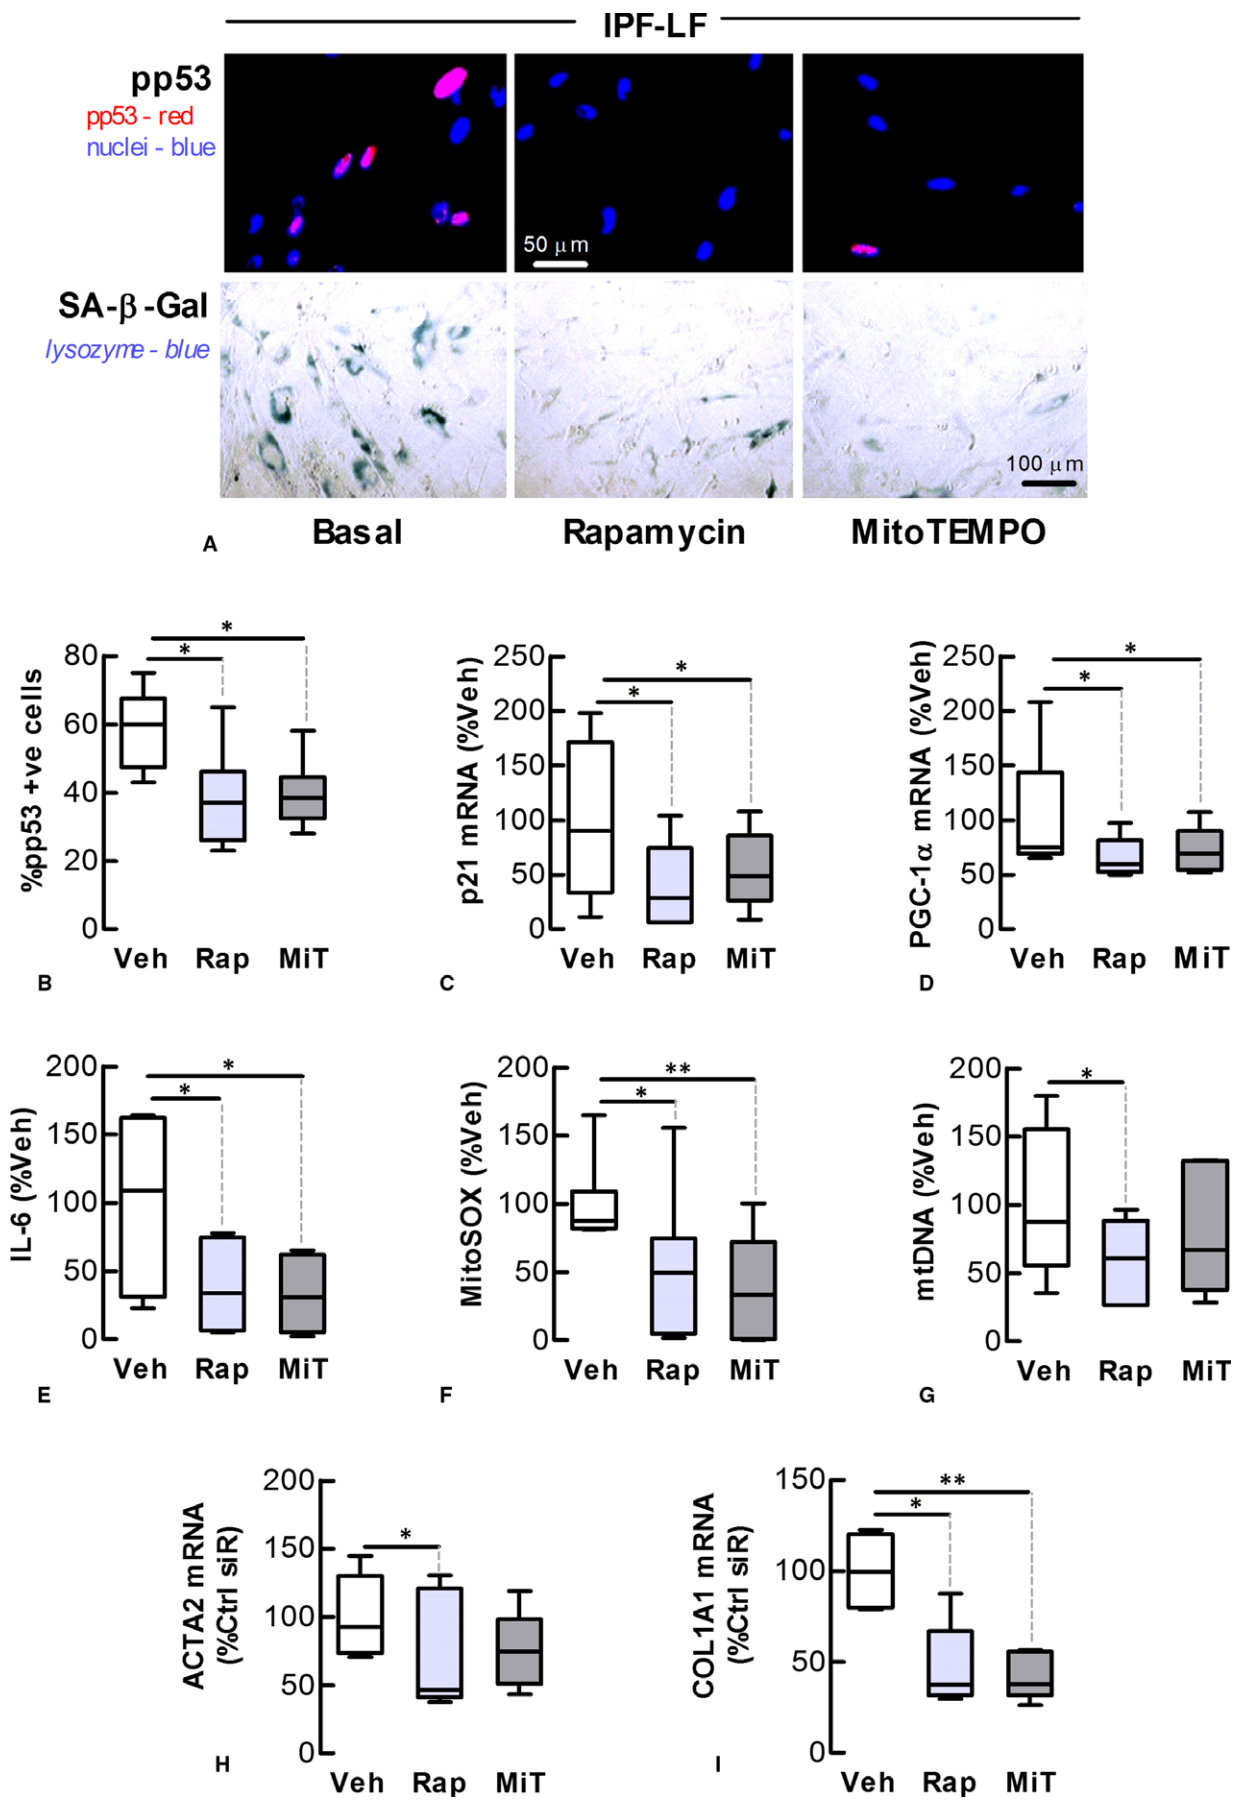 IPF-LF
pp53
pp53 - red
nuclei - blue
50 μm
SA-β-Gal
lysozyme - blue
100 μm
Basal
Rapamycin
MitoTEMPO
A
%pp53 +ve cells
80
60
40
20
0
*
*
Veh
Rap
MiT
B
p21 mRNA (%Veh)
250
200
150
100
50
0
*
*
Veh
Rap
MiT
C
PGC-1α mRNA (%Veh)
250
200
150
100
50
0
*
*
Veh
Rap
MiT
D
IL-6 (%Veh)
200
150
100
50
0
*
*
Veh
Rap
MiT
E
MitoSOX (%Veh)
200
150
100
50
0
**
*
Veh
Rap
MiT
F
mtDNA (%Veh)
200
150
100
50
0
*
Veh
Rap
MiT
G
ACTA2 mRNA
(%Ctrl siR)
200
150
100
50
0
*
Veh
Rap
MiT
H
COL1A1 mRNA
(%Ctrl siR)
150
100
50
0
**
*
Veh
Rap
MiT
I